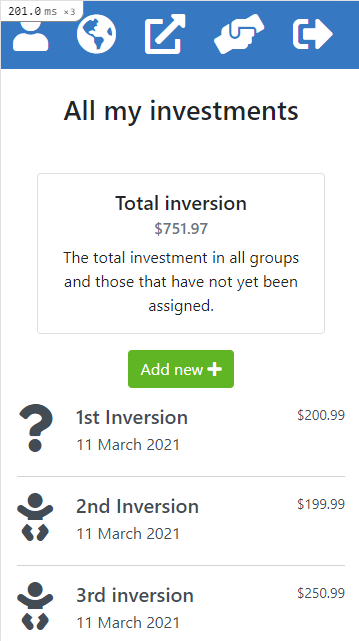 201.0 ms ×3
All my investments
Total inversion
$751.97
The total investment in all groups
and those that have not yet been
assigned.
Add new
1st Inversion
$200.99
11 March 2021
2nd Inversion
$199.99
11 March 2021
3rd inversion
$250.99
11 March 2021